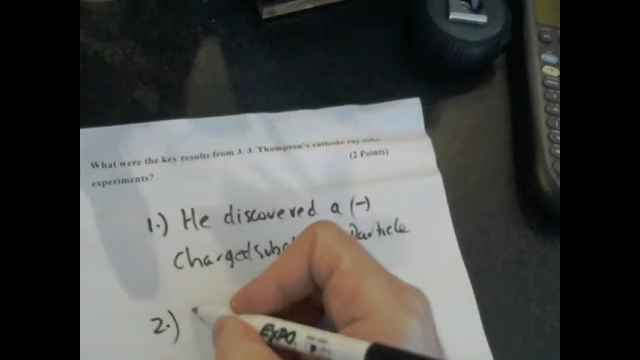 What were the key results from J. J. Thompson's cathode ray tube
(2 Points)
experiments?
1.) He discovered a (-)
Charged Particle
2.)
EXPO